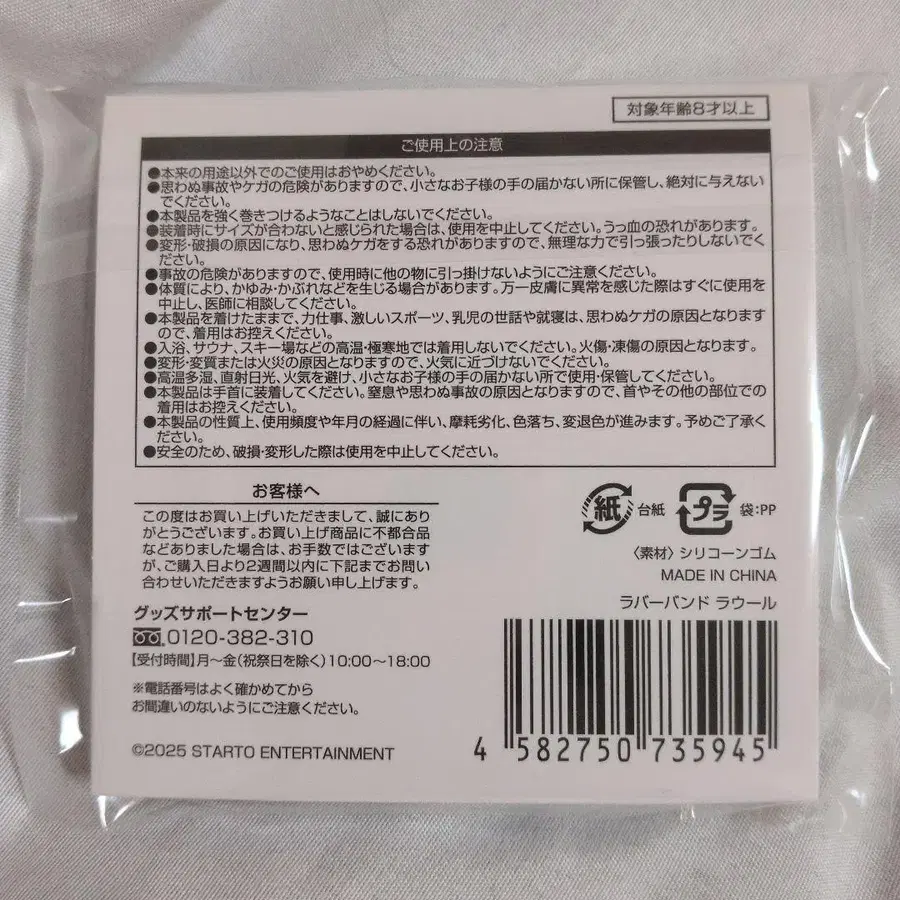 対象年齢8才以上
ご使用上の注意
●本来の用途以外でのご使用はおやめください。
●思わぬ事故やケガの危険がありますので、小さなお子様の手の届かない所に保管し、絶対に与えない
でください。
●本製品を強く巻きつけるようなことはしないでください。
●装着時にサイズが合わないと感じられた場合は、使用を中止してください。うっ血の恐れがあります。
●変形・破損の原因になり、思わぬケガをする恐れがありますので、無理な力で引っ張ったりしないでく
ださい。
●事故の危険がありますので、使用時に他の物に引っ掛けないようにご注意ください。
●体質により、かゆみ・かぶれなどを生じる場合があります。万一皮膚に異常を感じた際はすぐに使用を
中止し、医師に相談してください。
●本製品を着けたままで、力仕事、激しいスポーツ、乳児の世話や就寝は、思わぬケガの原因となります
ので、着用はお控えください。
●入浴、サウナ、スキー場などの高温・極寒地では着用しないでください。火傷・凍傷の原因となります。
●変形・変質または火災の原因となりますので、火気に近づけないでください。
●高温多湿、直射日光、火気を避け、小さなお子様の手の届かない所で使用・保管してください。
●本製品は手首に装着してください。窒息や思わぬ事故の原因となりますので、首やその他の部位での
着用はお控えください。
●本製品の性質上、使用頻度や年月の経過に伴い、摩耗劣化、色落ち、変退色が進みます。予めご了承く
ださい。
●安全のため、破損・変形した際は使用を中止してください。
お客様へ
この度はお買い上げいただきまして、誠にあり
がとうございます。お買い上げ商品に不都合品
などありました場合は、お手数ではございます
が、ご購入日より2週間以内に下記までお問い
合わせいただきますようお願い申し上げます。
グッズサポートセンター
0120-382-310
【受付時間】月〜金(祝祭日を除く)10:00〜18:00
※電話番号はよく確かめてから
お間違いのないようにご注意ください。
©2025 STARTO ENTERTAINMENT
紙 台紙 プラ 袋:PP
〈素材〉シリコーンゴム
MADE IN CHINA
ラバーバンド ラウール
4 582750 735945